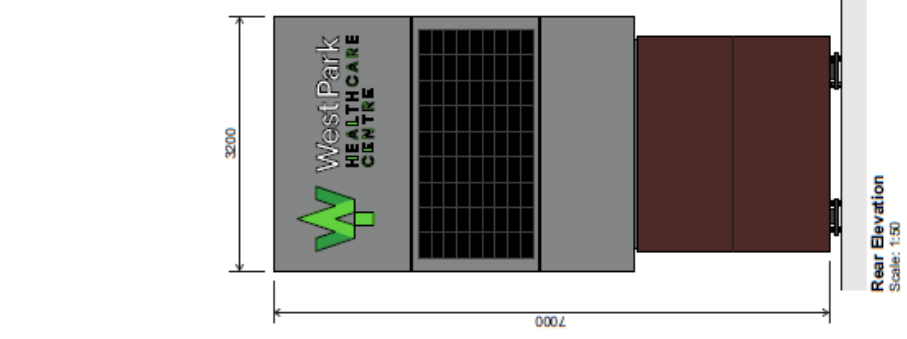 West Park
HEALTHCARE
CENTRE
3200
7000
Rear Elevation
Scale: 1:50